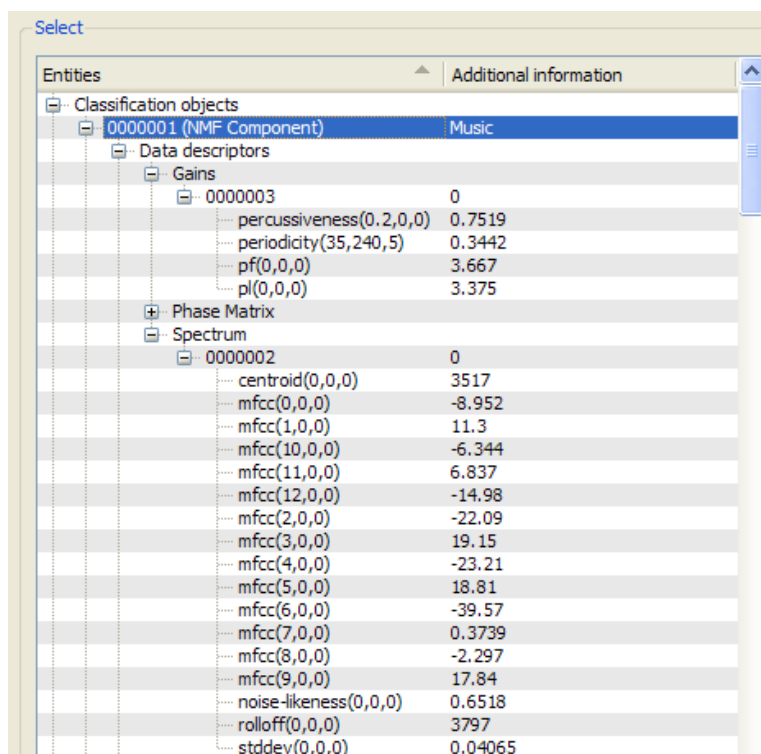 Select
Entities Additional information
Classification objects
0000001 (NMF Component) Music
Data descriptors
Gains
0000003 0
percussiveness(0.2,0,0) 0.7519
periodicity(35,240,5) 0.3442
pf(0,0,0) 3.667
pl(0,0,0) 3.375
Phase Matrix
Spectrum
0000002 0
centroid(0,0,0) 3517
mfcc(0,0,0) -8.952
mfcc(1,0,0) 11.3
mfcc(10,0,0) -6.344
mfcc(11,0,0) 6.837
mfcc(12,0,0) -14.98
mfcc(2,0,0) -22.09
mfcc(3,0,0) 19.15
mfcc(4,0,0) -23.21
mfcc(5,0,0) 18.81
mfcc(6,0,0) -39.57
mfcc(7,0,0) 0.3739
mfcc(8,0,0) -2.297
mfcc(9,0,0) 17.84
noise-likeness(0,0,0) 0.6518
rolloff(0,0,0) 3797
stddev(0,0,0) 0.04065